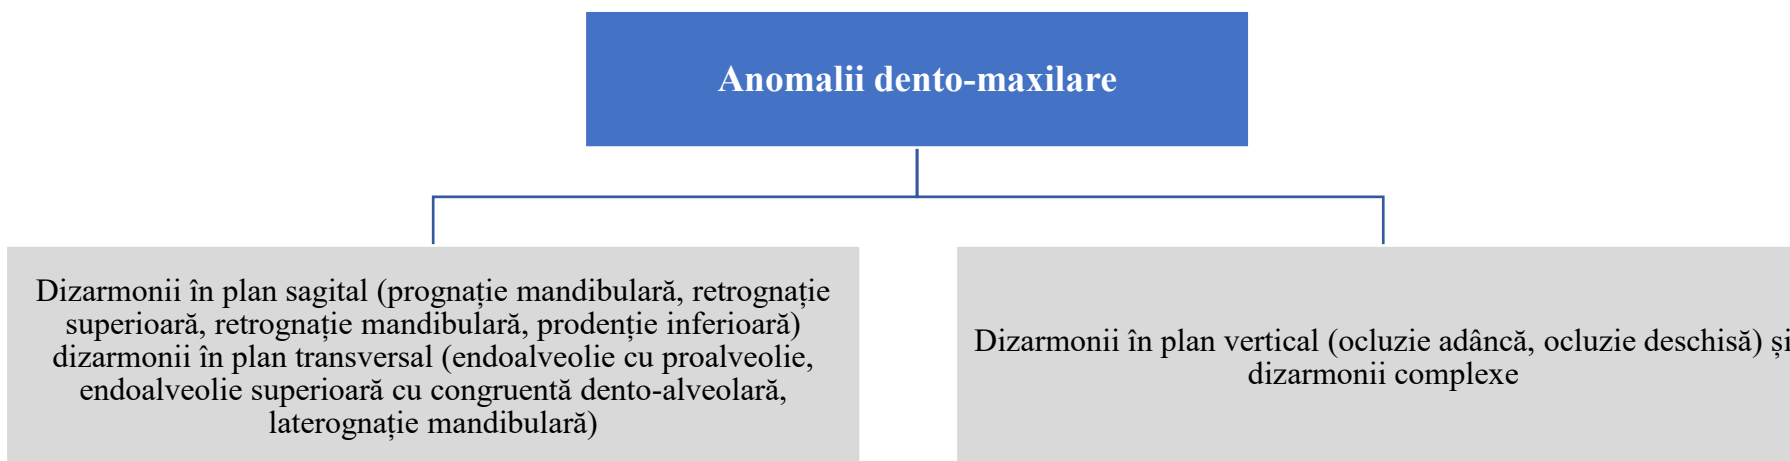 Anomalii dento-maxilare
Dizarmonii în plan sagital (prognație mandibulară, retrognație
superioară, retrognație mandibulară, prodenție inferioară)
dizarmonii în plan transversal (endoalveolie cu proalveolie,
endoalveolie superioară cu congruentă dento-alveolară,
laterognație mandibulară)
Dizarmonii în plan vertical (ocluzie adâncă, ocluzie deschisă) și
dizarmonii complexe